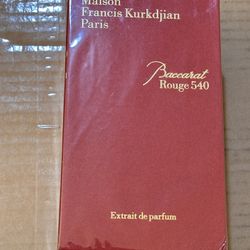 Maison
Francis Kurkdjian
Paris
Baccarat
Rouge 540
Extrait de parfum